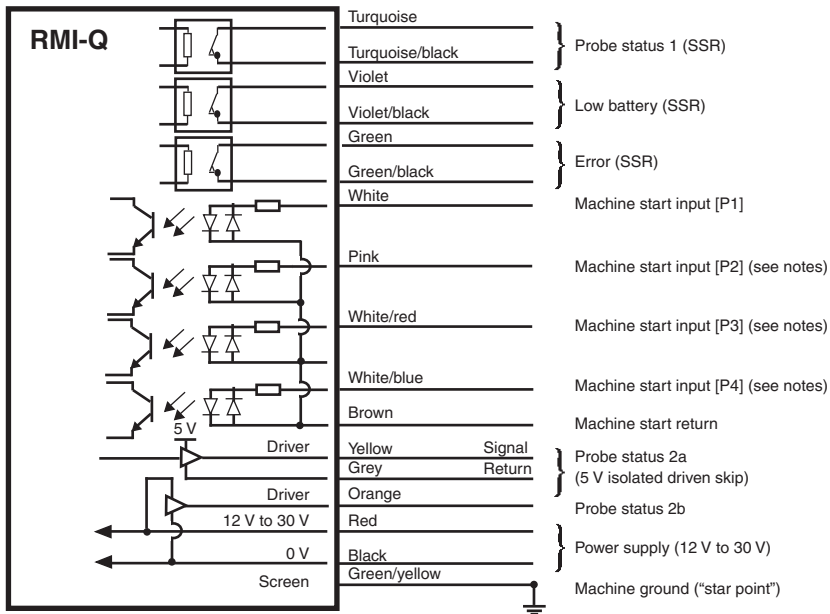 RMI-Q
Turquoise
Probe status 1 (SSR)
Turquoise/black
Violet
Low battery (SSR)
Violet/black
Green
Error (SSR)
Green/black
White
Machine start input [P1]
Pink
Machine start input [P2] (see notes)
White/red
Machine start input [P3] (see notes)
White/blue
Machine start input [P4] (see notes)
Brown
Machine start return
5 V
Driver
Yellow
Signal
Probe status 2a
Grey
Return
(5 V isolated driven skip)
Driver
Orange
Probe status 2b
12 V to 30 V
Red
Power supply (12 V to 30 V)
0 V
Black
Screen
Green/yellow
Machine ground (“star point”)